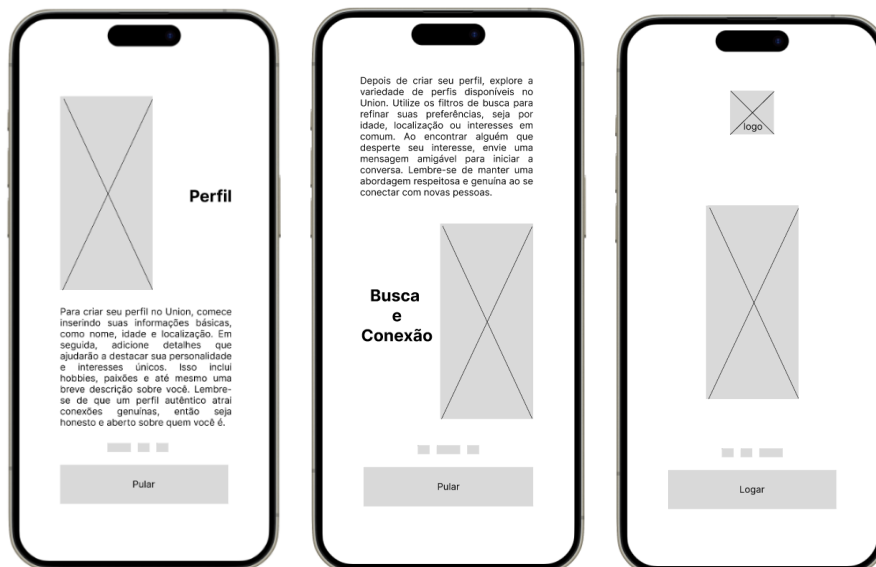 Perfil
Para criar seu perfil no Union, comece
inserindo suas informações básicas,
como nome, idade e localização. Em
seguida, adicione detalhes que
ajudarão a destacar sua personalidade
e interesses únicos. Isso inclui
hobbies, paixões e até mesmo uma
breve descrição sobre você. Lembre-
se de que um perfil autêntico atrai
conexões genuínas, então seja
honesto e aberto sobre quem você é.
Pular
Depois de criar seu perfil, explore a
variedade de perfis disponíveis no
Union. Utilize os filtros de busca para
refinar suas preferências, seja por
idade, localização ou interesses em
comum. Ao encontrar alguém que
desperte seu interesse, envie uma
mensagem amigável para iniciar a
conversa. Lembre-se de manter uma
abordagem respeitosa e genuína ao se
conectar com novas pessoas.
Busca
e
Conexão
Pular
logo
Logar